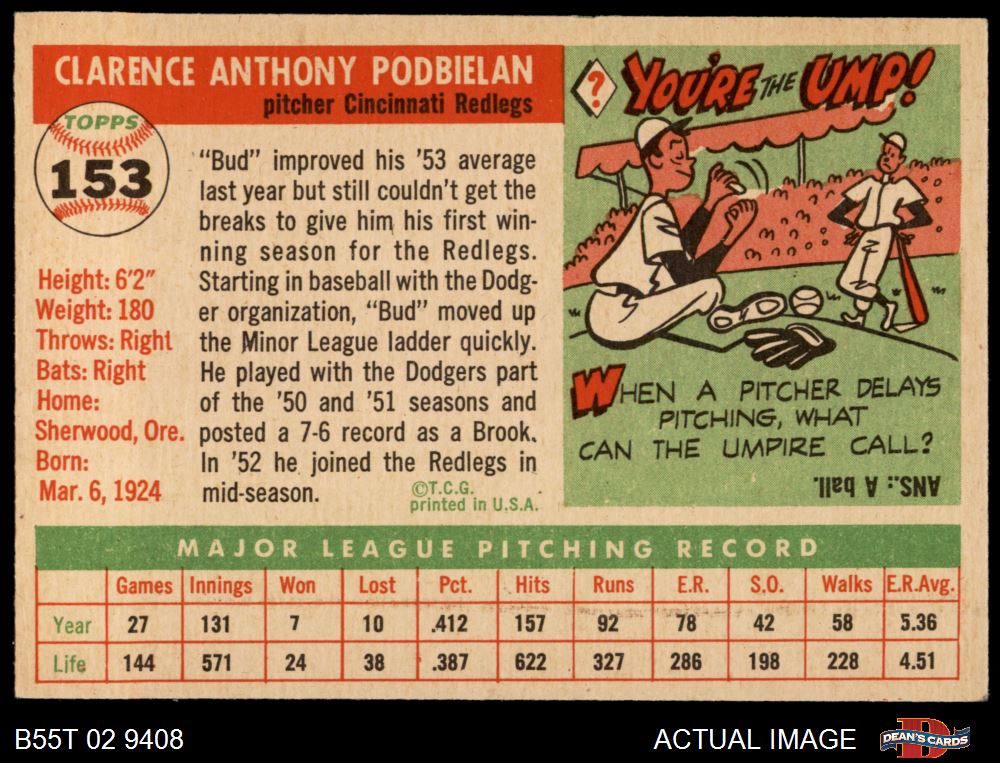 CLARENCE ANTHONY PODBIELAN
pitcher Cincinnati Redlegs
TOPPS
153
Height: 6'2"
Weight: 180
Throws: Right
Bats: Right
Home:
Sherwood, Ore.
Born:
Mar. 6, 1924
"Bud" improved his '53 average
last year but still couldn't get the
breaks to give him his first win-
ning season for the Redlegs.
Starting in baseball with the Dodg-
er organization, "Bud" moved up
the Minor League ladder quickly.
He played with the Dodgers part
of the '50 and '51 seasons and
posted a 7-6 record as a Brook.
In '52 he joined the Redlegs in
mid-season.
©T.C.G.
printed in U.S.A.
? YOU'RE THE UMP!
WHEN A PITCHER DELAYS
PITCHING, WHAT
CAN THE UMPIRE CALL?
ANS.: A ball.
MAJOR LEAGUE PITCHING RECORD
Games Innings Won Lost Pct. Hits Runs E.R. S.O. Walks E.R.Avg.
Year 27 131 7 10 .412 157 92 78 42 58 5.36
Life 144 571 24 38 .387 622 327 286 198 228 4.51
B55T 02 9408
ACTUAL IMAGE
D
DEAN'S CARDS